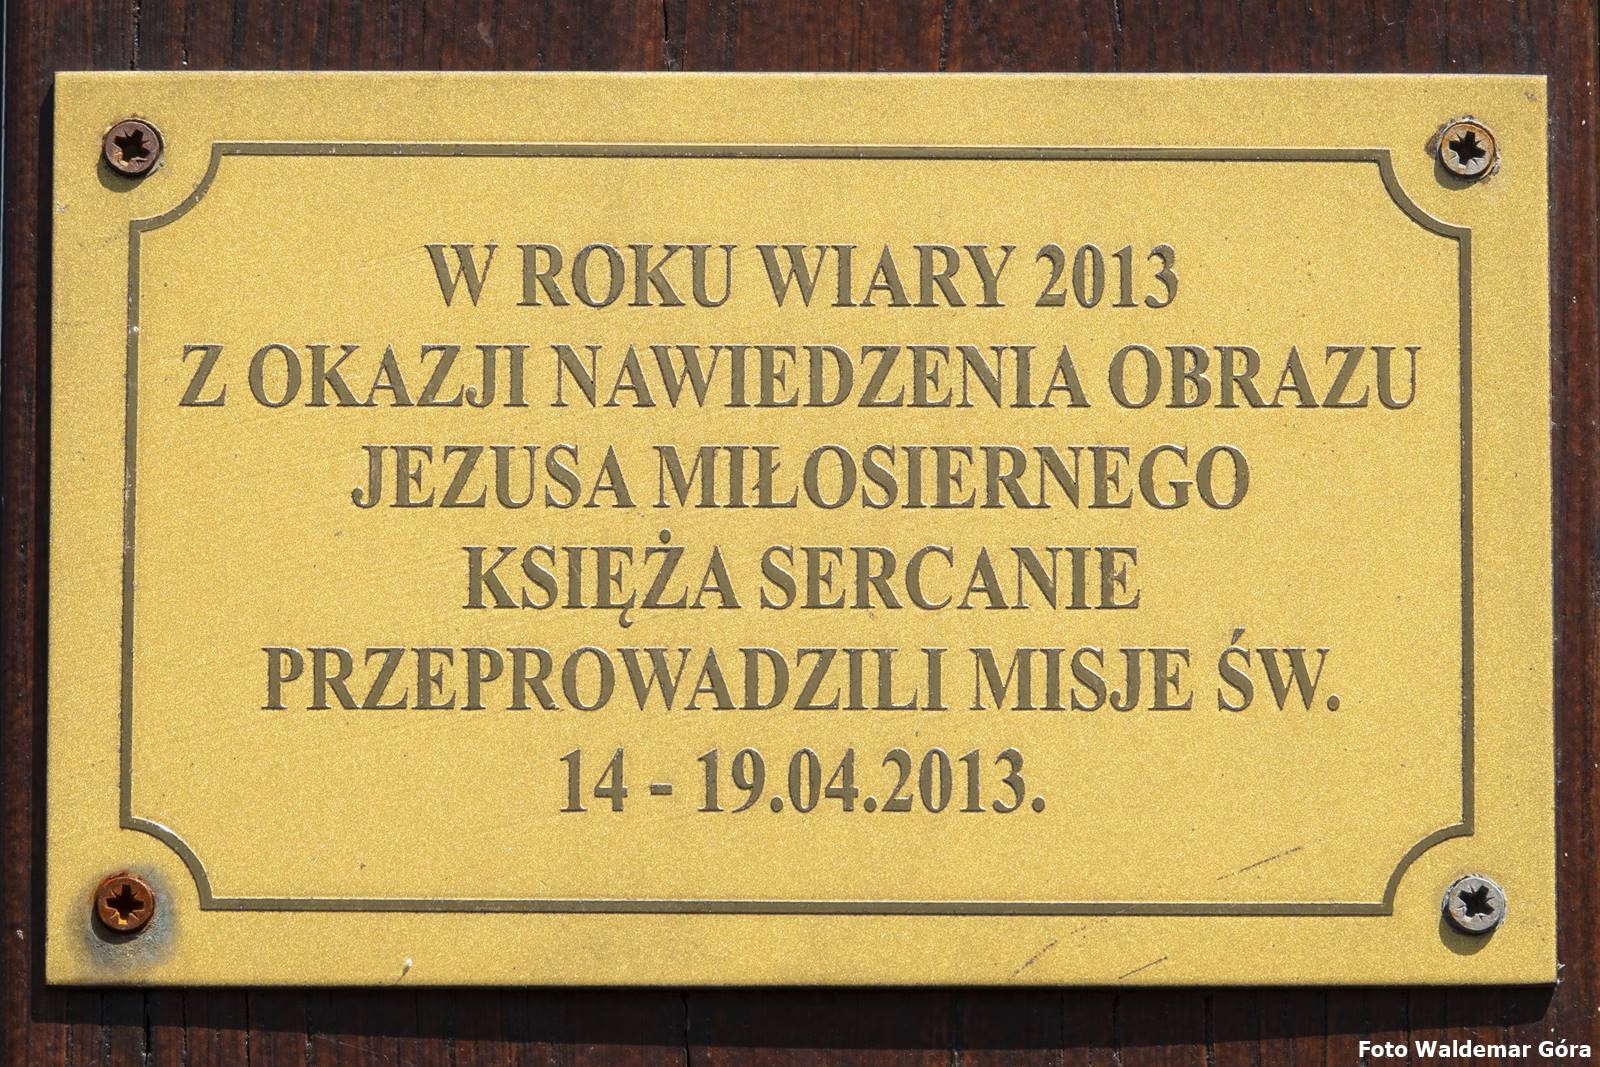 W ROKU WIARY 2013
Z OKAZJI NAWIEDZENIA OBRAZU
JEZUSA MIŁOSIERNEGO
KSIĘŻA SERCANIE
PRZEPROWADZILI MISJE ŚW.
14 - 19.04.2013.
Foto Waldemar Góra